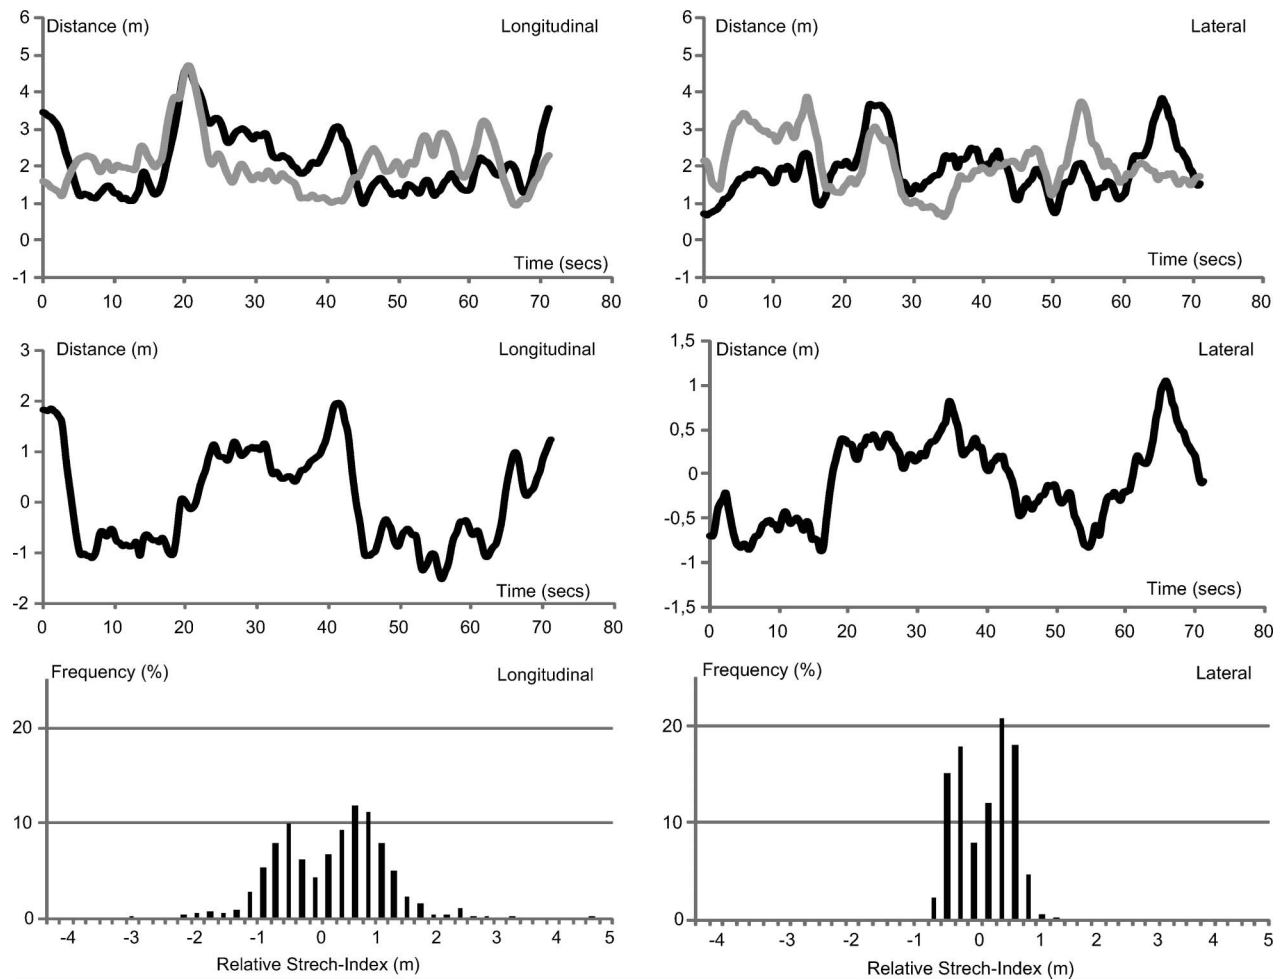 Distance (m) Longitudinal
6
5
4
3
2
1
0
-1
Time (secs)
0 10 20 30 40 50 60 70 80
Distance (m) Lateral
6
5
4
3
2
1
0
-1
Time (secs)
0 10 20 30 40 50 60 70 80
Distance (m) Longitudinal
3
2
1
0
-1
-2
Time (secs)
0 10 20 30 40 50 60 70 80
Distance (m) Lateral
1,5
1
0,5
0
-0,5
-1
-1,5
Time (secs)
0 10 20 30 40 50 60 70 80
Frequency (%) Longitudinal
20
10
0
-4 -3 -2 -1 0 1 2 3 4 5
Relative Strech-Index (m)
Frequency (%) Lateral
20
10
0
-4 -3 -2 -1 0 1 2 3 4 5
Relative Strech-Index (m)